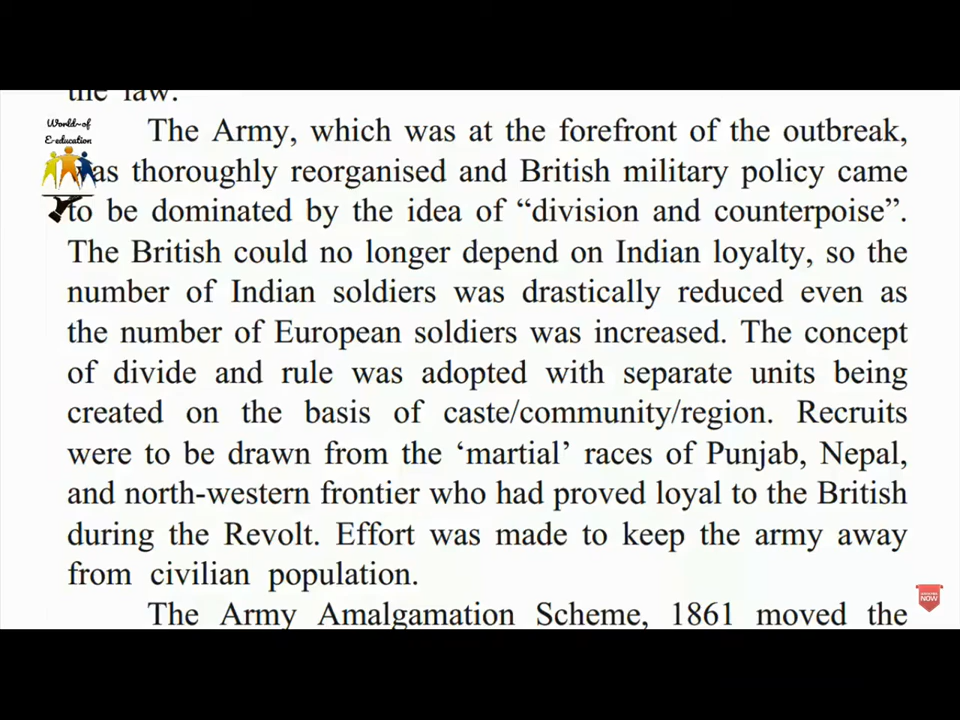 the law.
World~of
E-education
The Army, which was at the forefront of the outbreak,
was thoroughly reorganised and British military policy came
to be dominated by the idea of “division and counterpoise”.
The British could no longer depend on Indian loyalty, so the
number of Indian soldiers was drastically reduced even as
the number of European soldiers was increased. The concept
of divide and rule was adopted with separate units being
created on the basis of caste/community/region. Recruits
were to be drawn from the ‘martial’ races of Punjab, Nepal,
and north-western frontier who had proved loyal to the British
during the Revolt. Effort was made to keep the army away
from civilian population.
The Army Amalgamation Scheme, 1861 moved the
NOW